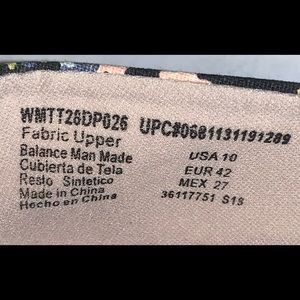 WMTT26DP026 UPC#0681131191289
Fabric Upper
Balance Man Made
Cubierta de Tela
Resto Sintetico
Made in China
Hecho en China
USA 10
EUR 42
MEX 27
36117751 S18